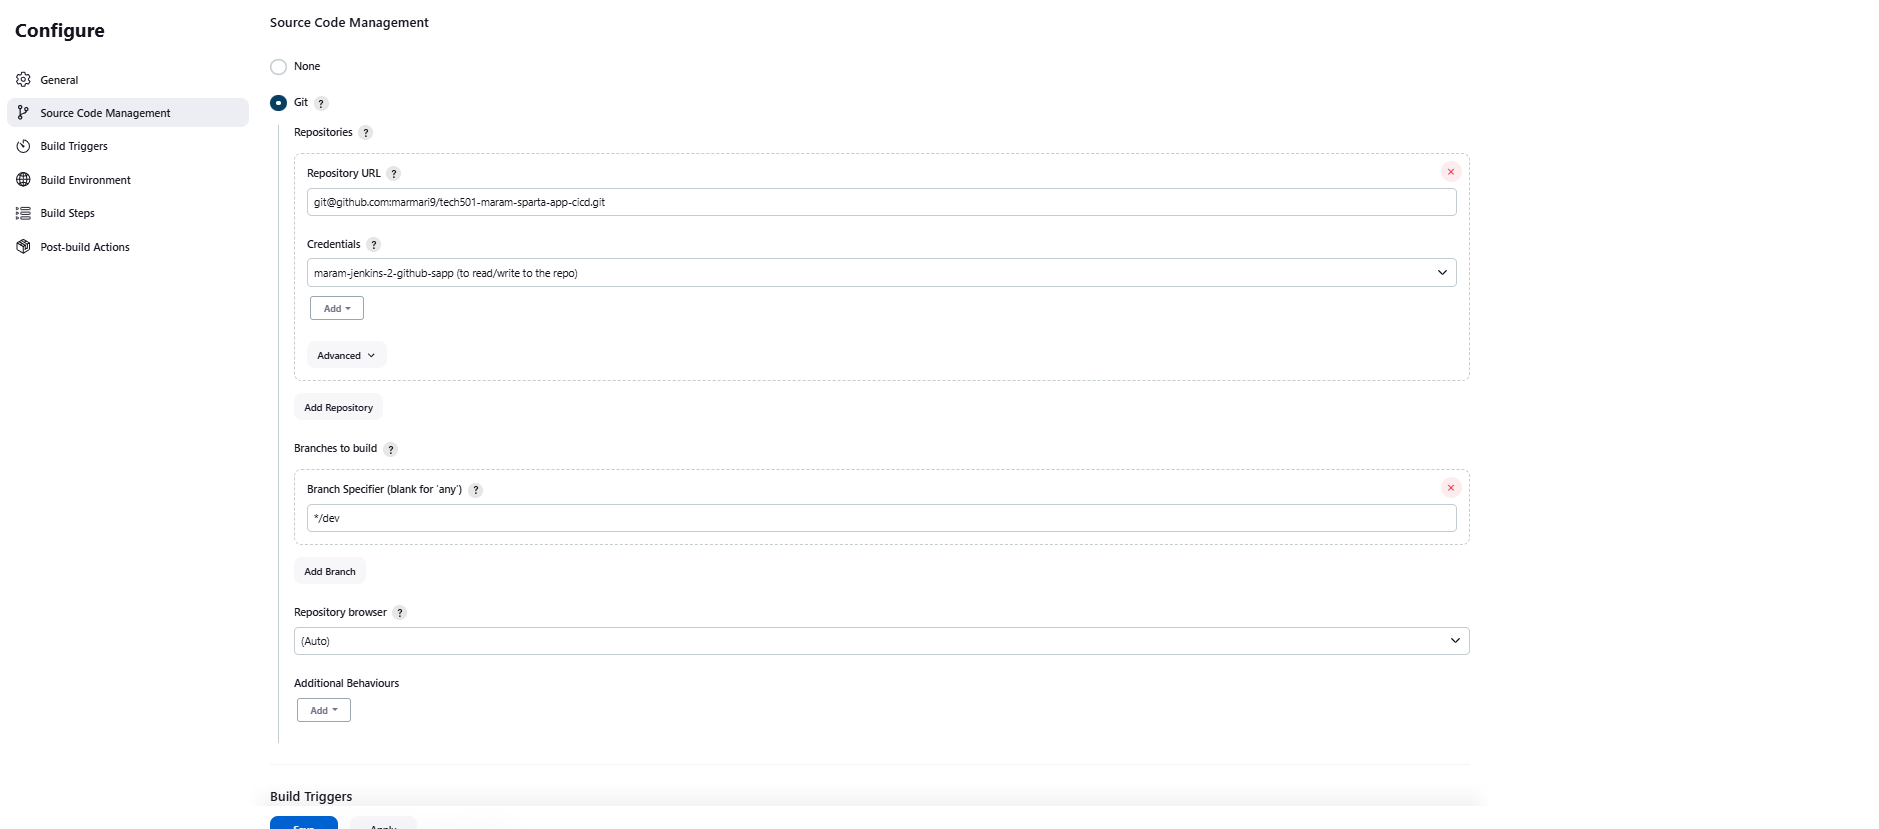 Configure
General
Source Code Management
Build Triggers
Build Environment
Build Steps
Post-build Actions
Source Code Management
None
Git ?
Repositories ?
Repository URL ?
git@github.com:marmari9/tech501-maram-sparta-app-cicd.git
Credentials ?
maram-jenkins-2-github-sapp (to read/write to the repo)
Add
Advanced
Add Repository
Branches to build ?
Branch Specifier (blank for 'any') ?
*/dev
Add Branch
Repository browser ?
(Auto)
Additional Behaviours
Add
Build Triggers
Save Apply